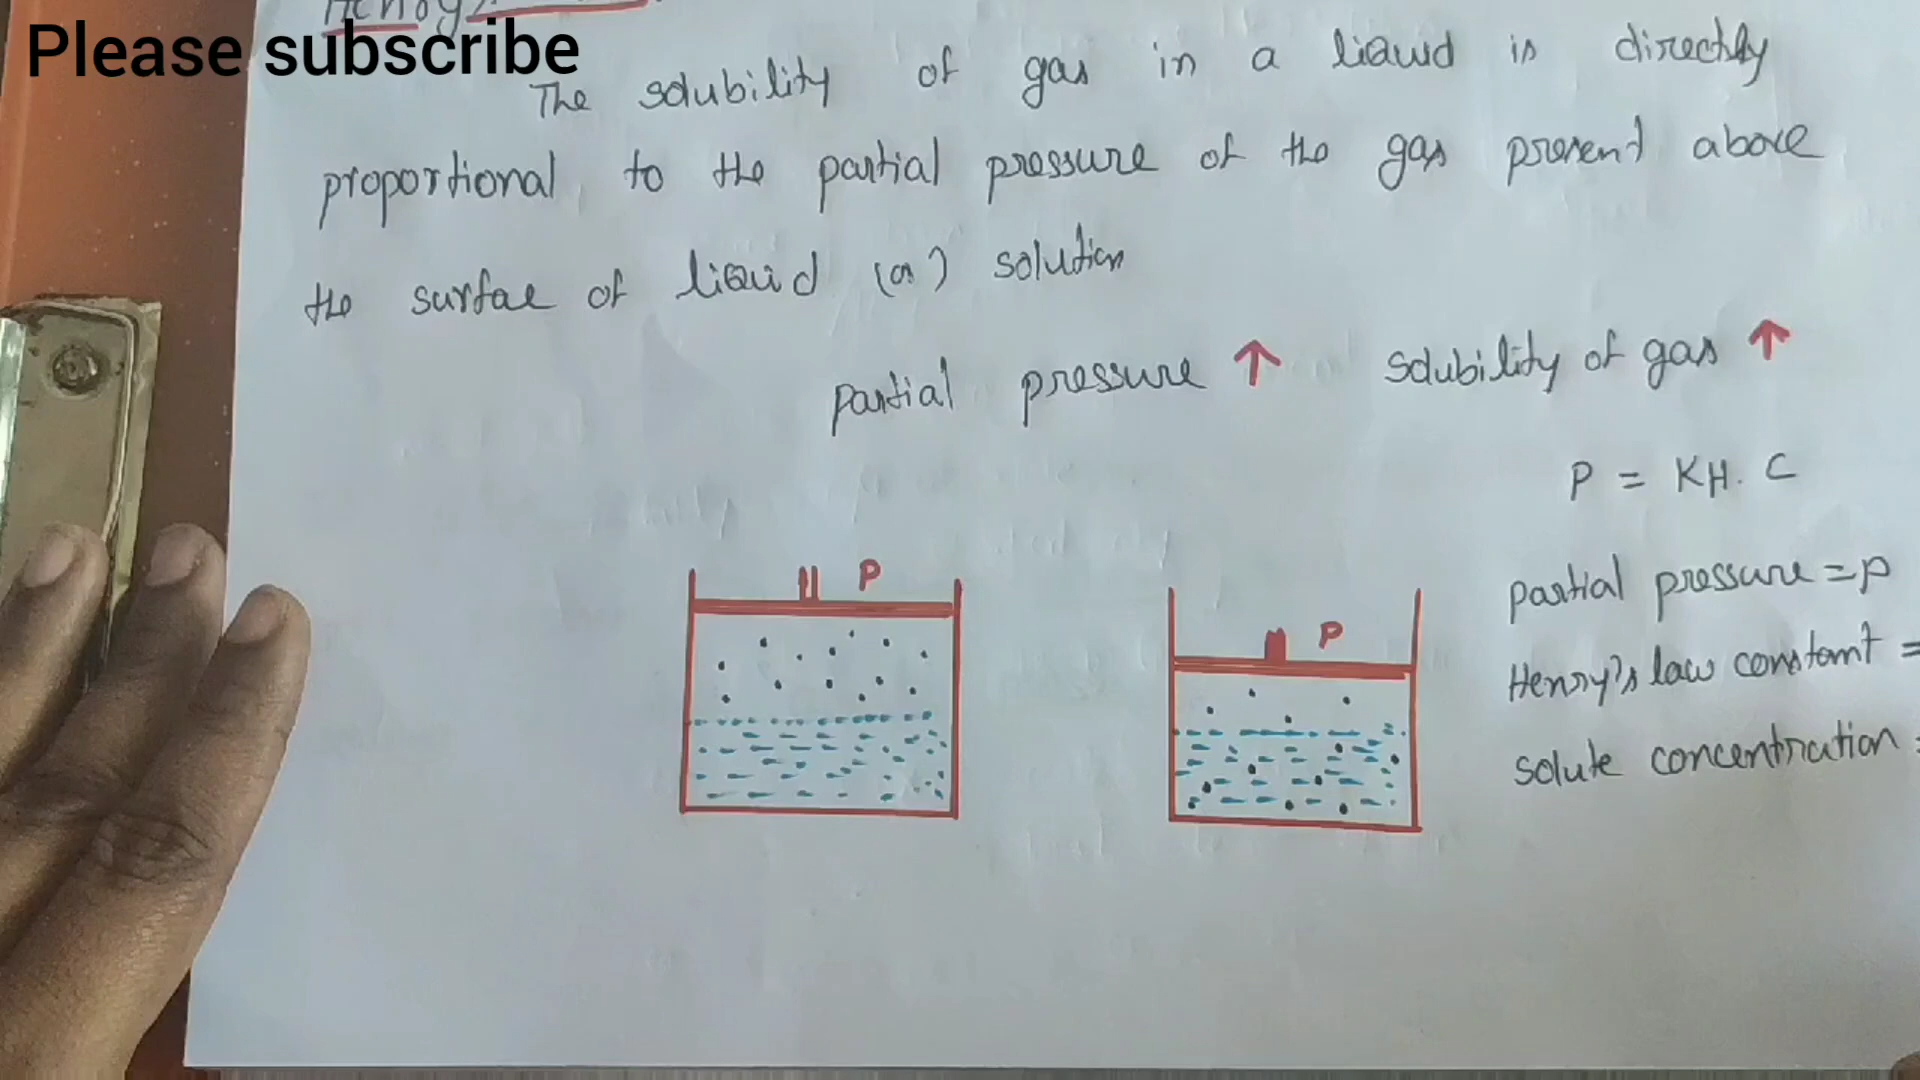 Please subscribe
The solubility of gas in a liquid is directly
proportional to the partial pressure of the gas present above
the surfae of liquid (or) solution
partial pressure ↑ solubility of gas ↑
P = KH. C
P
P
partial pressure = p
Henry's law constant =
solute concentration